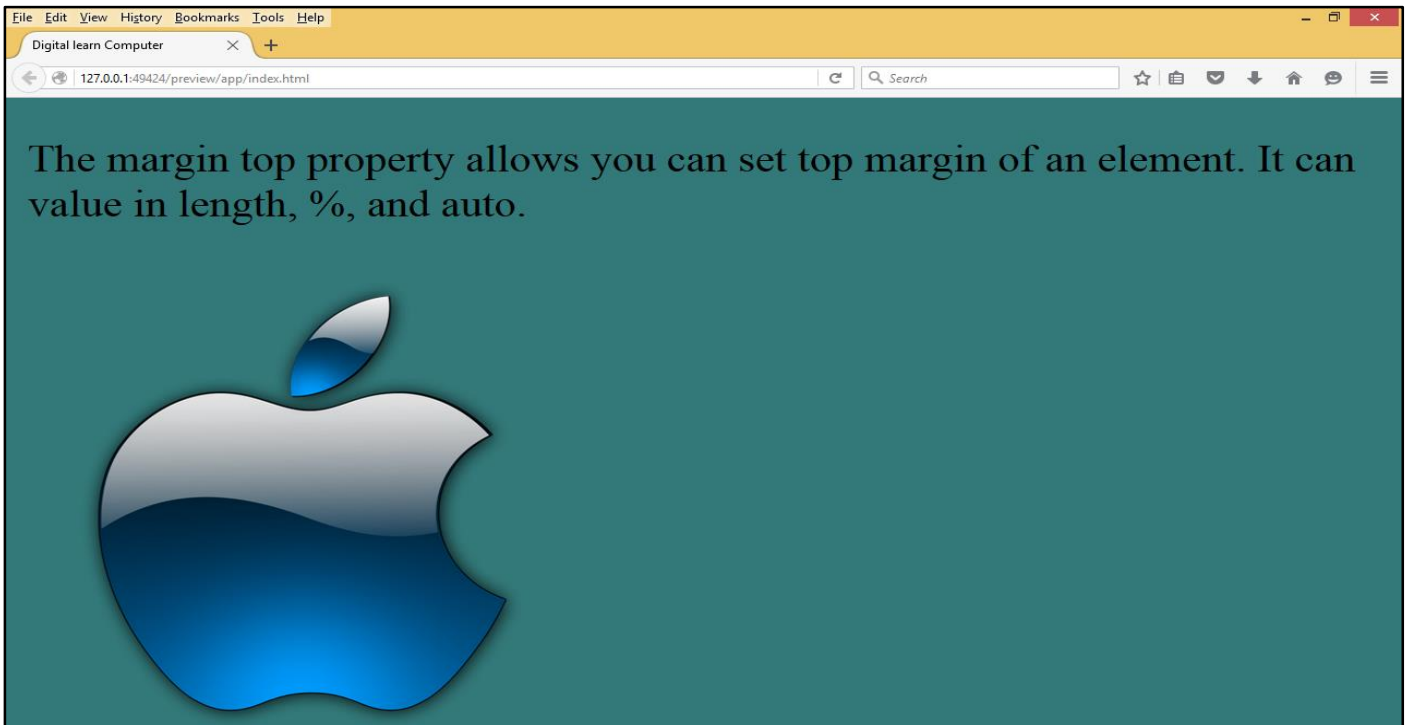 File Edit View History Bookmarks Tools Help
Digital learn Computer
127.0.0.1:49424/preview/app/index.html
Search
The margin top property allows you can set top margin of an element. It can
value in length, %, and auto.